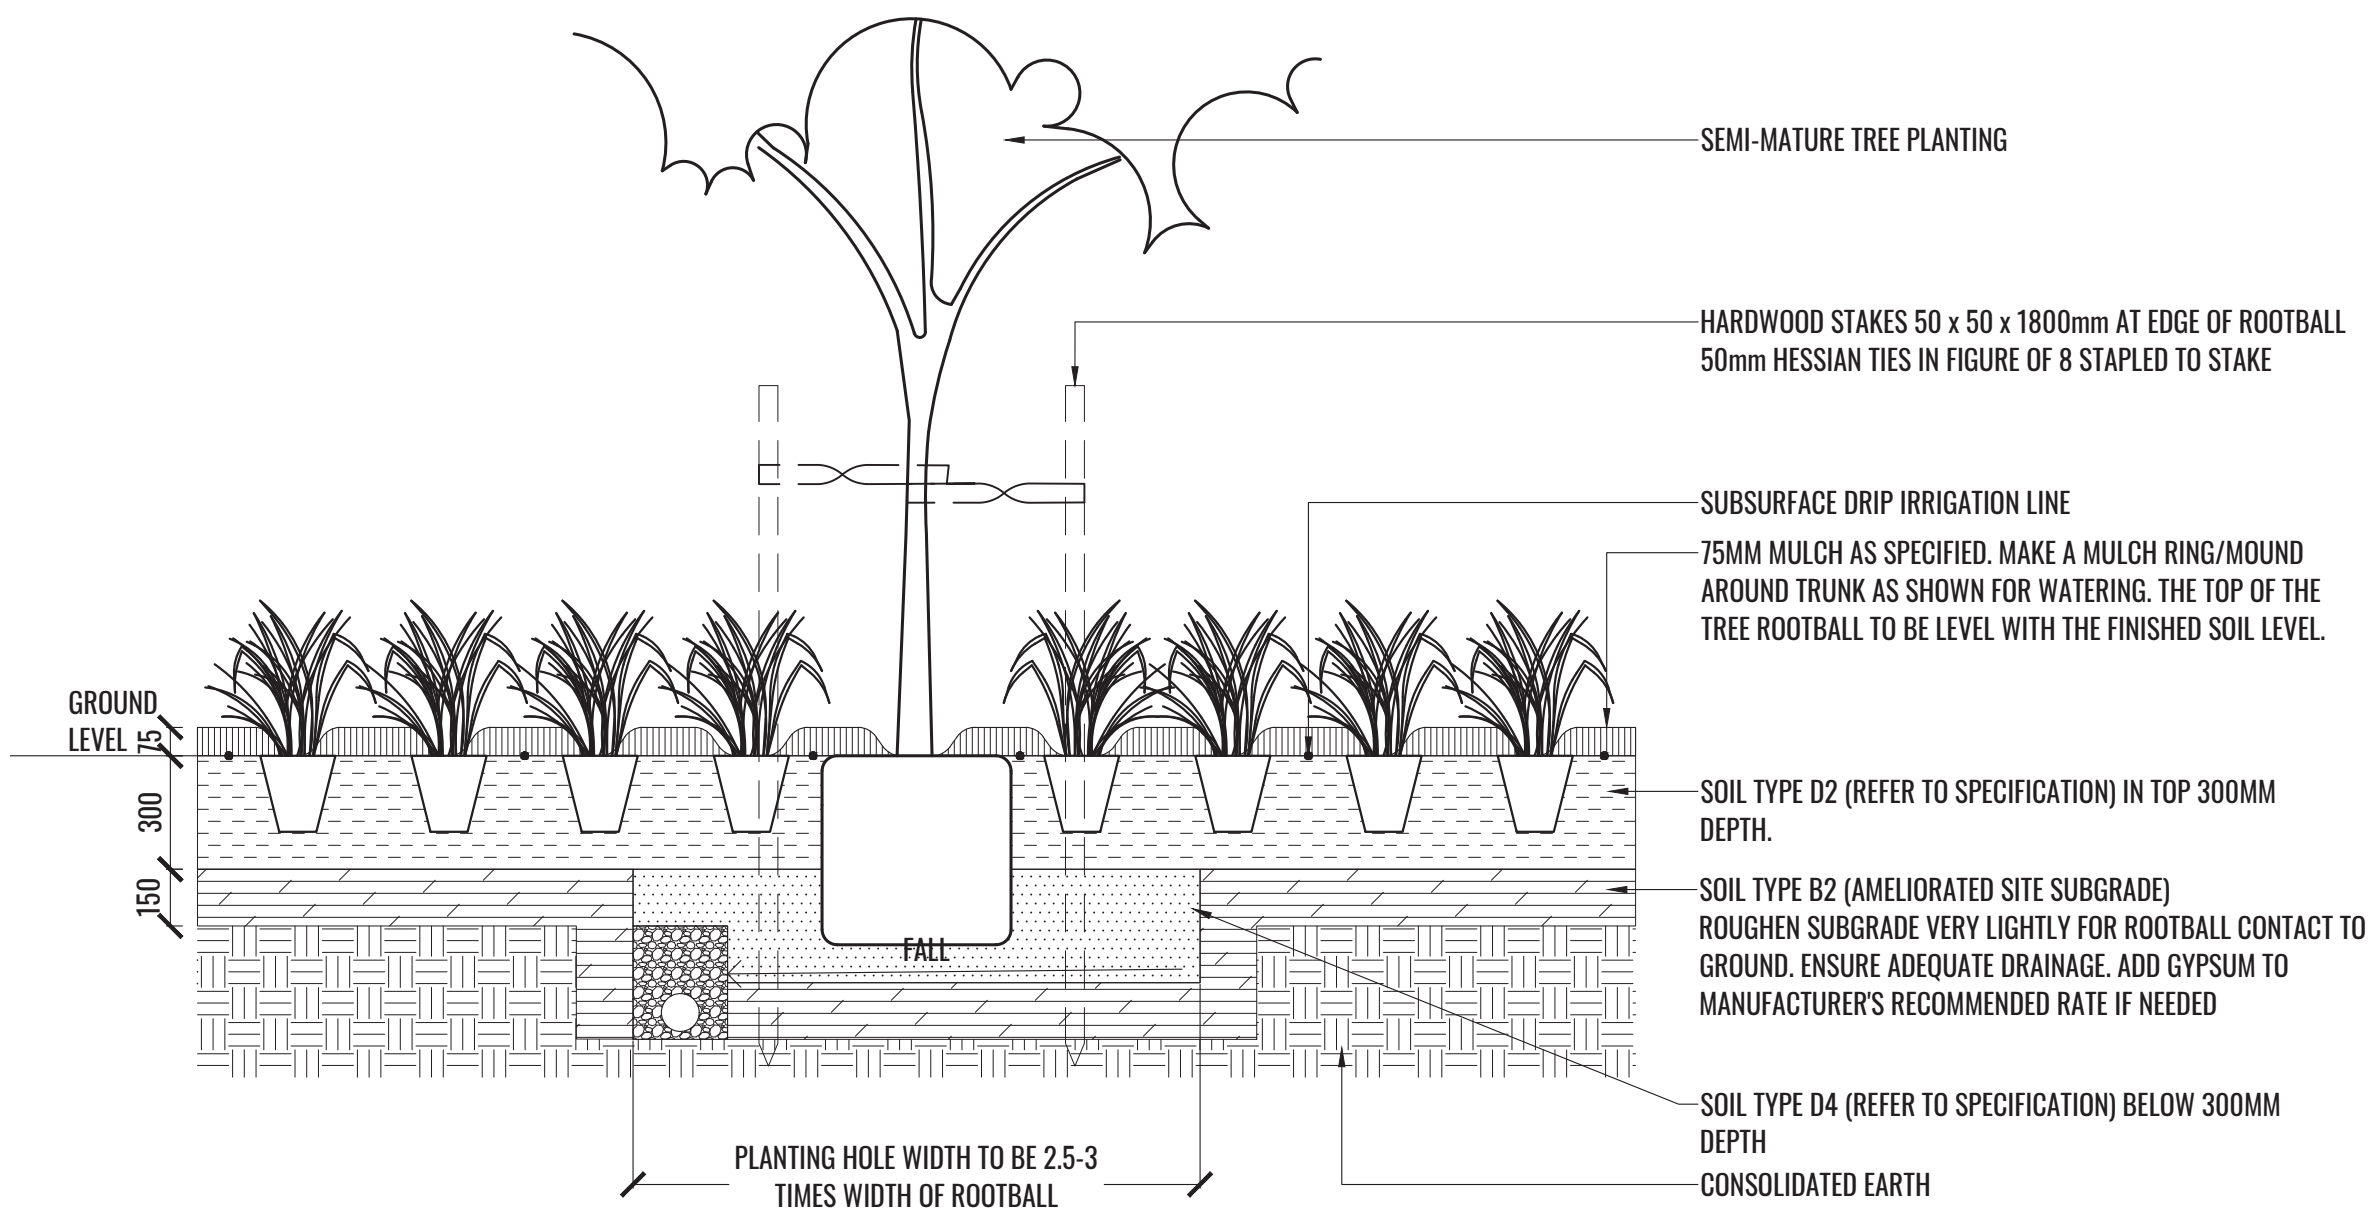 SEMI-MATURE TREE PLANTING
HARDWOOD STAKES 50 x 50 x 1800mm AT EDGE OF ROOTBALL
50mm HESSIAN TIES IN FIGURE OF 8 STAPLED TO STAKE
SUBSURFACE DRIP IRRIGATION LINE
75MM MULCH AS SPECIFIED. MAKE A MULCH RING/MOUND
AROUND TRUNK AS SHOWN FOR WATERING. THE TOP OF THE
TREE ROOTBALL TO BE LEVEL WITH THE FINISHED SOIL LEVEL.
GROUND
LEVEL
75
300
150
SOIL TYPE D2 (REFER TO SPECIFICATION) IN TOP 300MM
DEPTH.
SOIL TYPE B2 (AMELIORATED SITE SUBGRADE)
ROUGHEN SUBGRADE VERY LIGHTLY FOR ROOTBALL CONTACT TO
GROUND. ENSURE ADEQUATE DRAINAGE. ADD GYPSUM TO
MANUFACTURER'S RECOMMENDED RATE IF NEEDED
FALL
SOIL TYPE D4 (REFER TO SPECIFICATION) BELOW 300MM
DEPTH
PLANTING HOLE WIDTH TO BE 2.5-3
TIMES WIDTH OF ROOTBALL
CONSOLIDATED EARTH